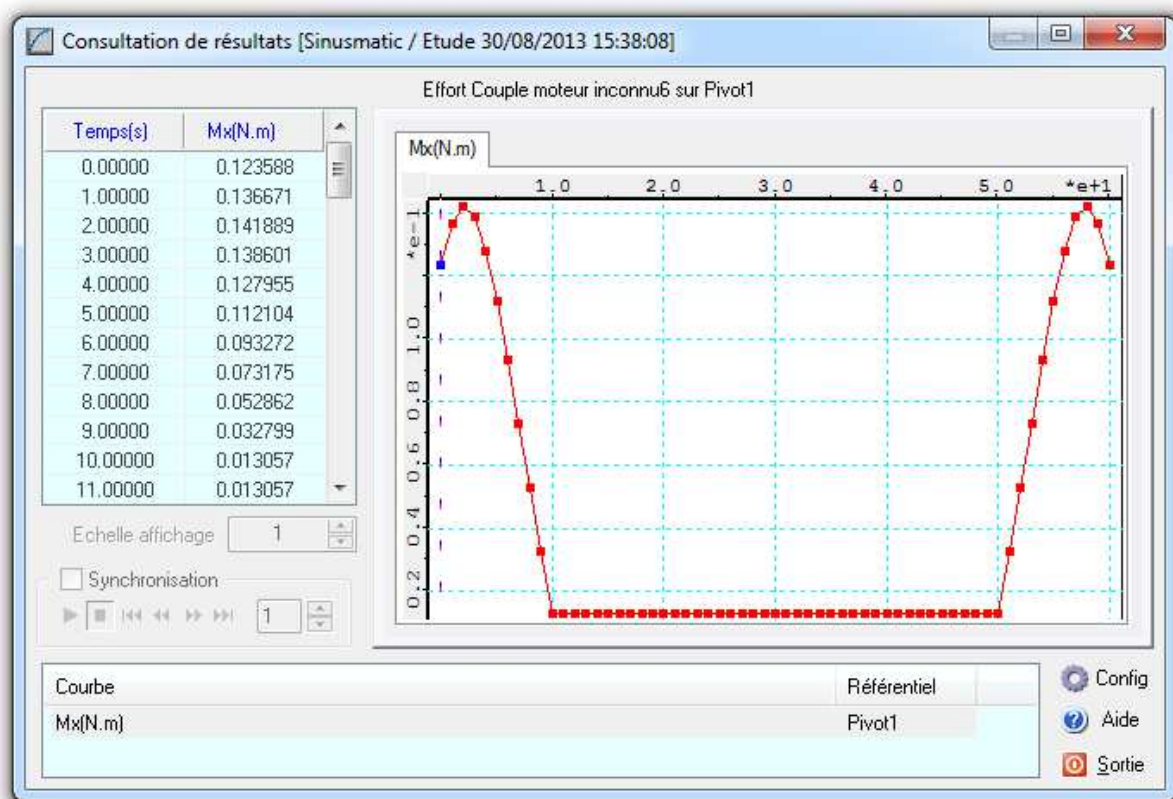 Consultation de résultats [Sinusmatic / Etude 30/08/2013 15:38:08]
Effort Couple moteur inconnu6 sur Pivot1
Temps(s) Mx(N.m)
0.00000 0.123588
1.00000 0.136671
2.00000 0.141889
3.00000 0.138601
4.00000 0.127955
5.00000 0.112104
6.00000 0.093272
7.00000 0.073175
8.00000 0.052862
9.00000 0.032799
10.00000 0.013057
11.00000 0.013057
Echelle affichage 1
Synchronisation
1
Mx(N.m)
1.0 2.0 3.0 4.0 5.0 *e+1
*e-1
1.0
0.8
0.6
0.4
0.2
Courbe Référentiel
Mx(N.m) Pivot1
Config
Aide
Sortie